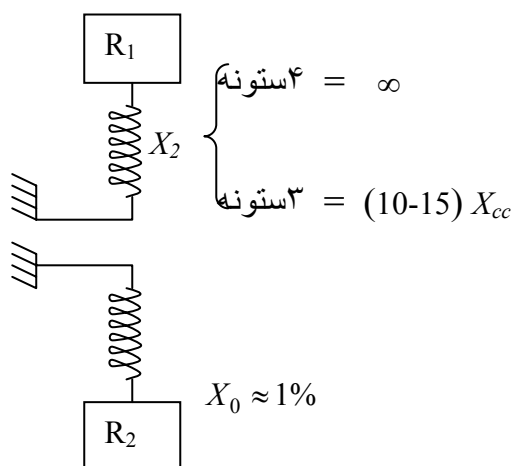 R₁
۴ستونه = ∞
X₂
۳ستونه = (10-15) Xcc
X₀ ≈ 1%
R₂